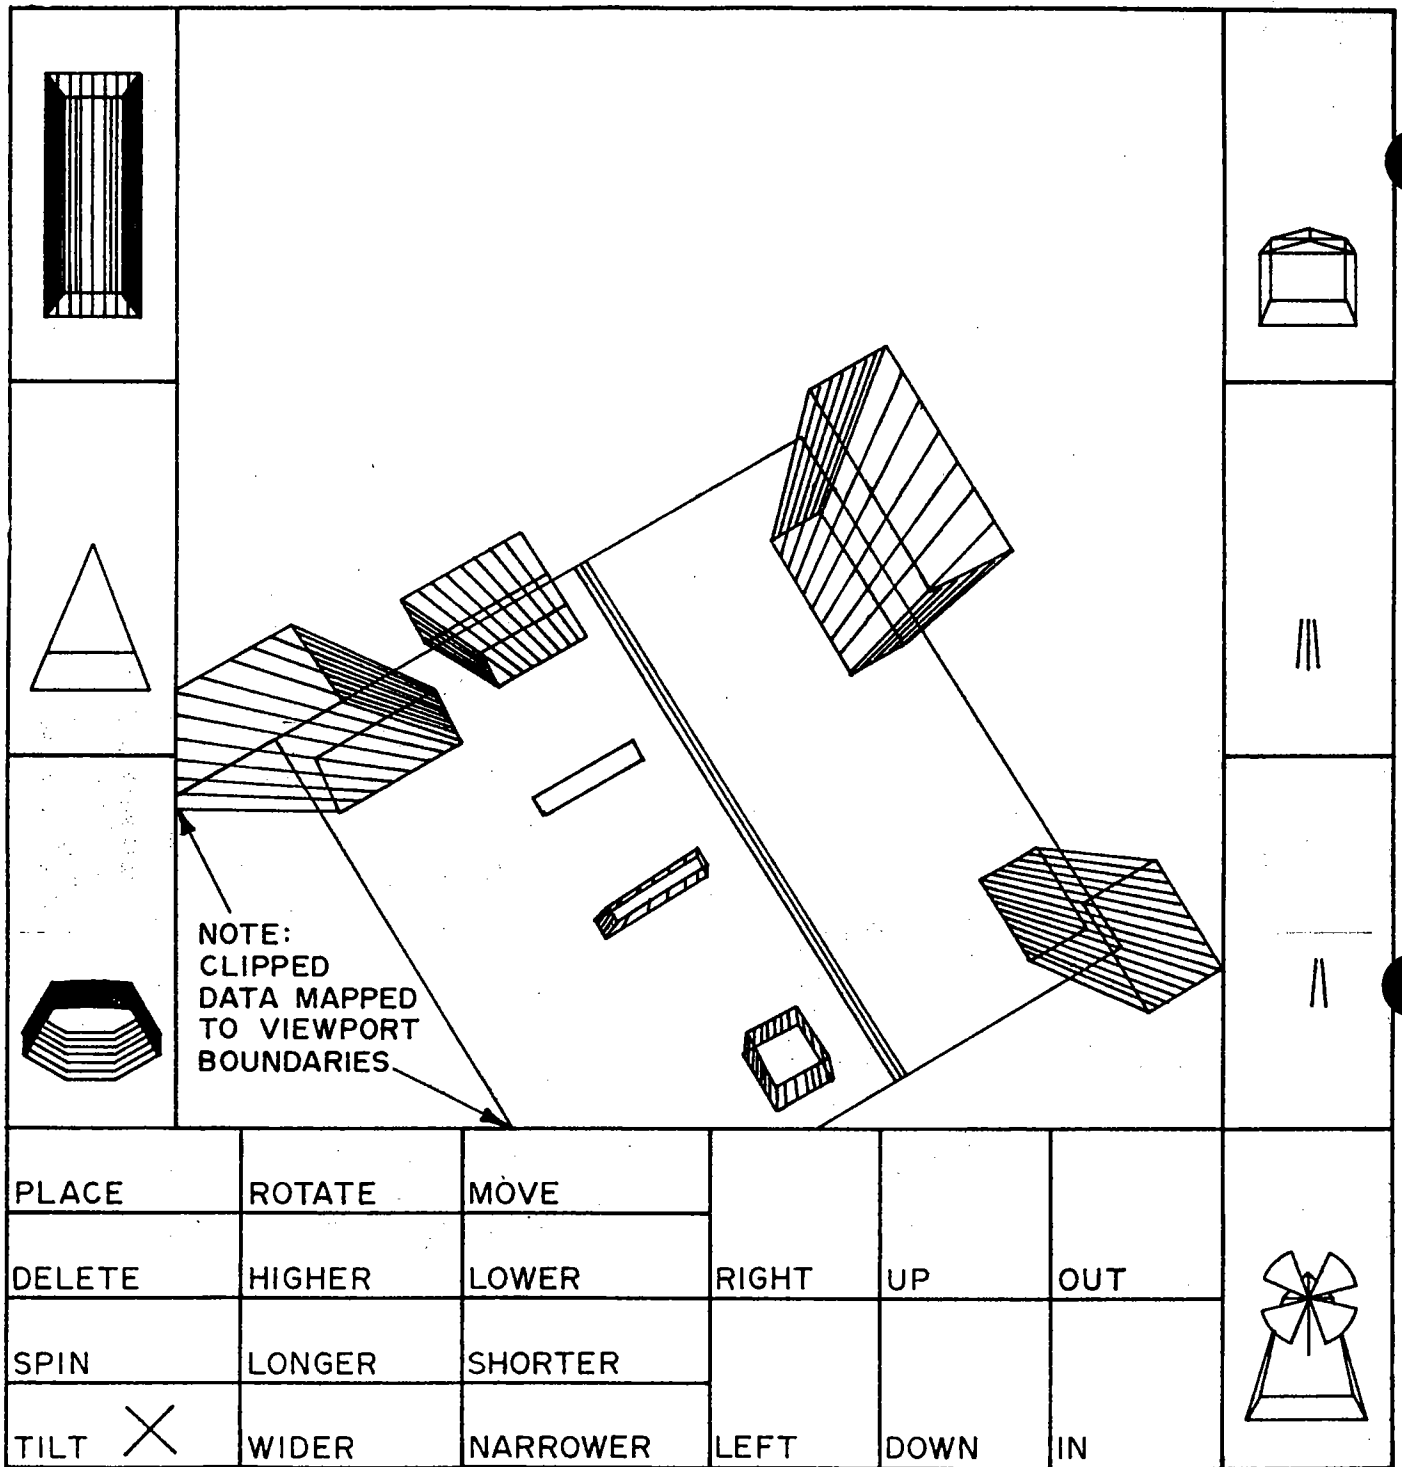 NOTE:
CLIPPED
DATA MAPPED
TO VIEWPORT
BOUNDARIES
PLACE ROTATE MOVE
DELETE HIGHER LOWER RIGHT UP OUT
SPIN LONGER SHORTER
TILT WIDER NARROWER LEFT DOWN IN